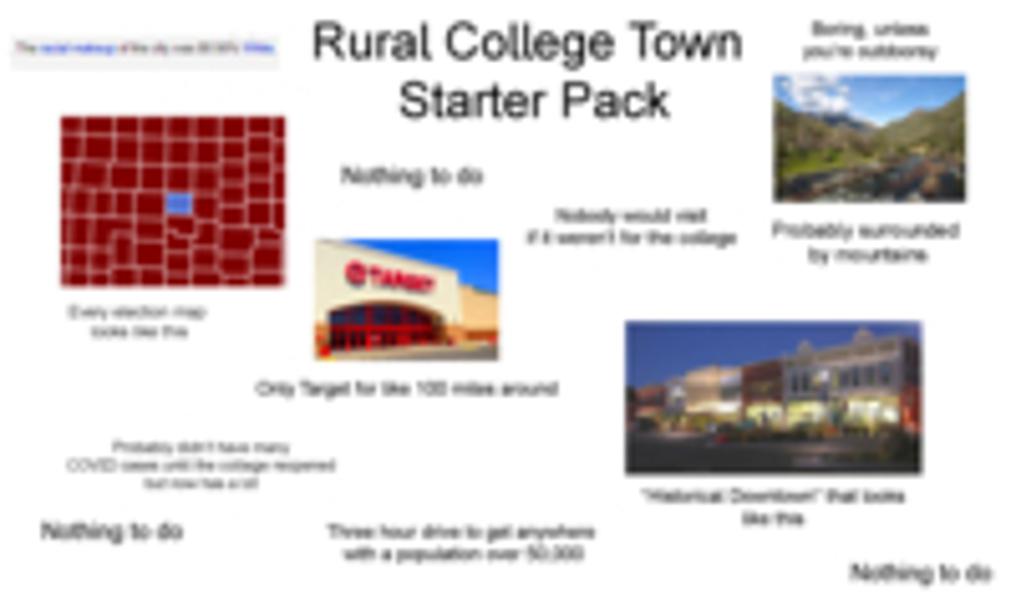 The racial makeup of the city was White
Rural College Town
Starter Pack
Boring, unless
you're outdoorsy
Nothing to do
Nobody would visit
if it weren't for the college
Probably surrounded
by mountains
TARGET
Every election map
looks like this
Only Target for like 100 miles around
Probably didn't have many
COVID cases until the college reopened
but now has a lot
"Historical Downtown" that looks
like this
Nothing to do
Three hour drive to get anywhere
with a population over 50,000
Nothing to do